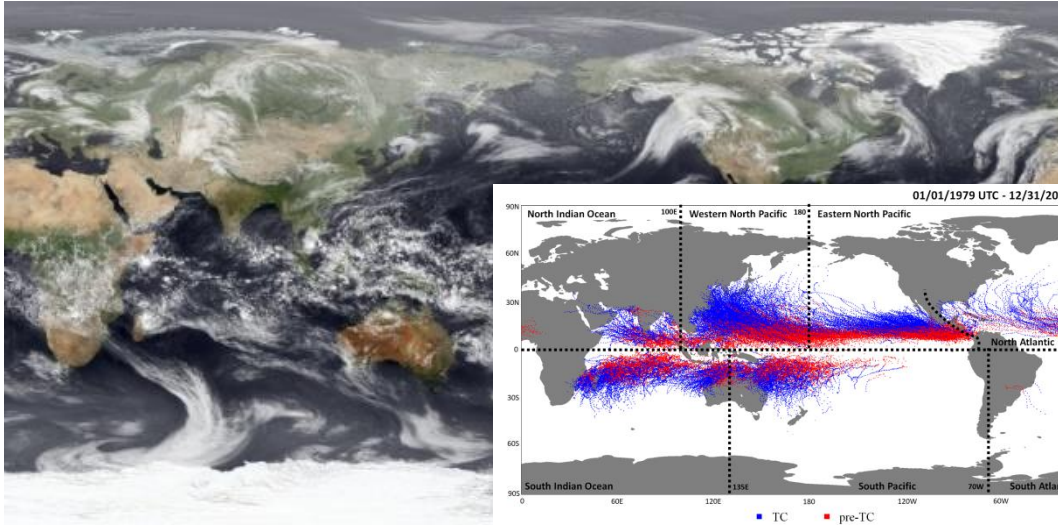 01/01/1979 UTC - 12/31/20
90N
North Indian Ocean
100E
Western North Pacific
180
Eastern North Pacific
60N
30N
0
North Atlantic
30S
60S
90S
South Indian Ocean
135E
South Pacific
70W
South Atla
0
60E
120E
180
120W
60W
TC
pre-TC